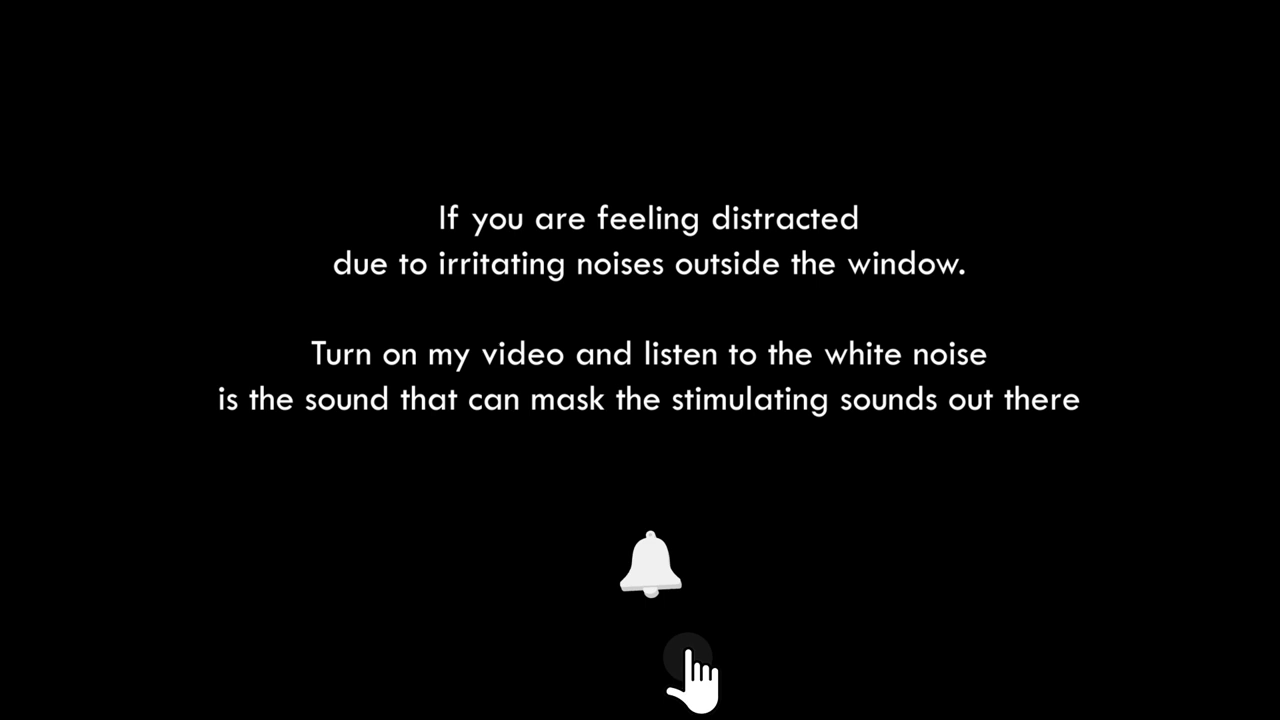 If you are feeling distracted
due to irritating noises outside the window.
Turn on my video and listen to the white noise
is the sound that can mask the stimulating sounds out there